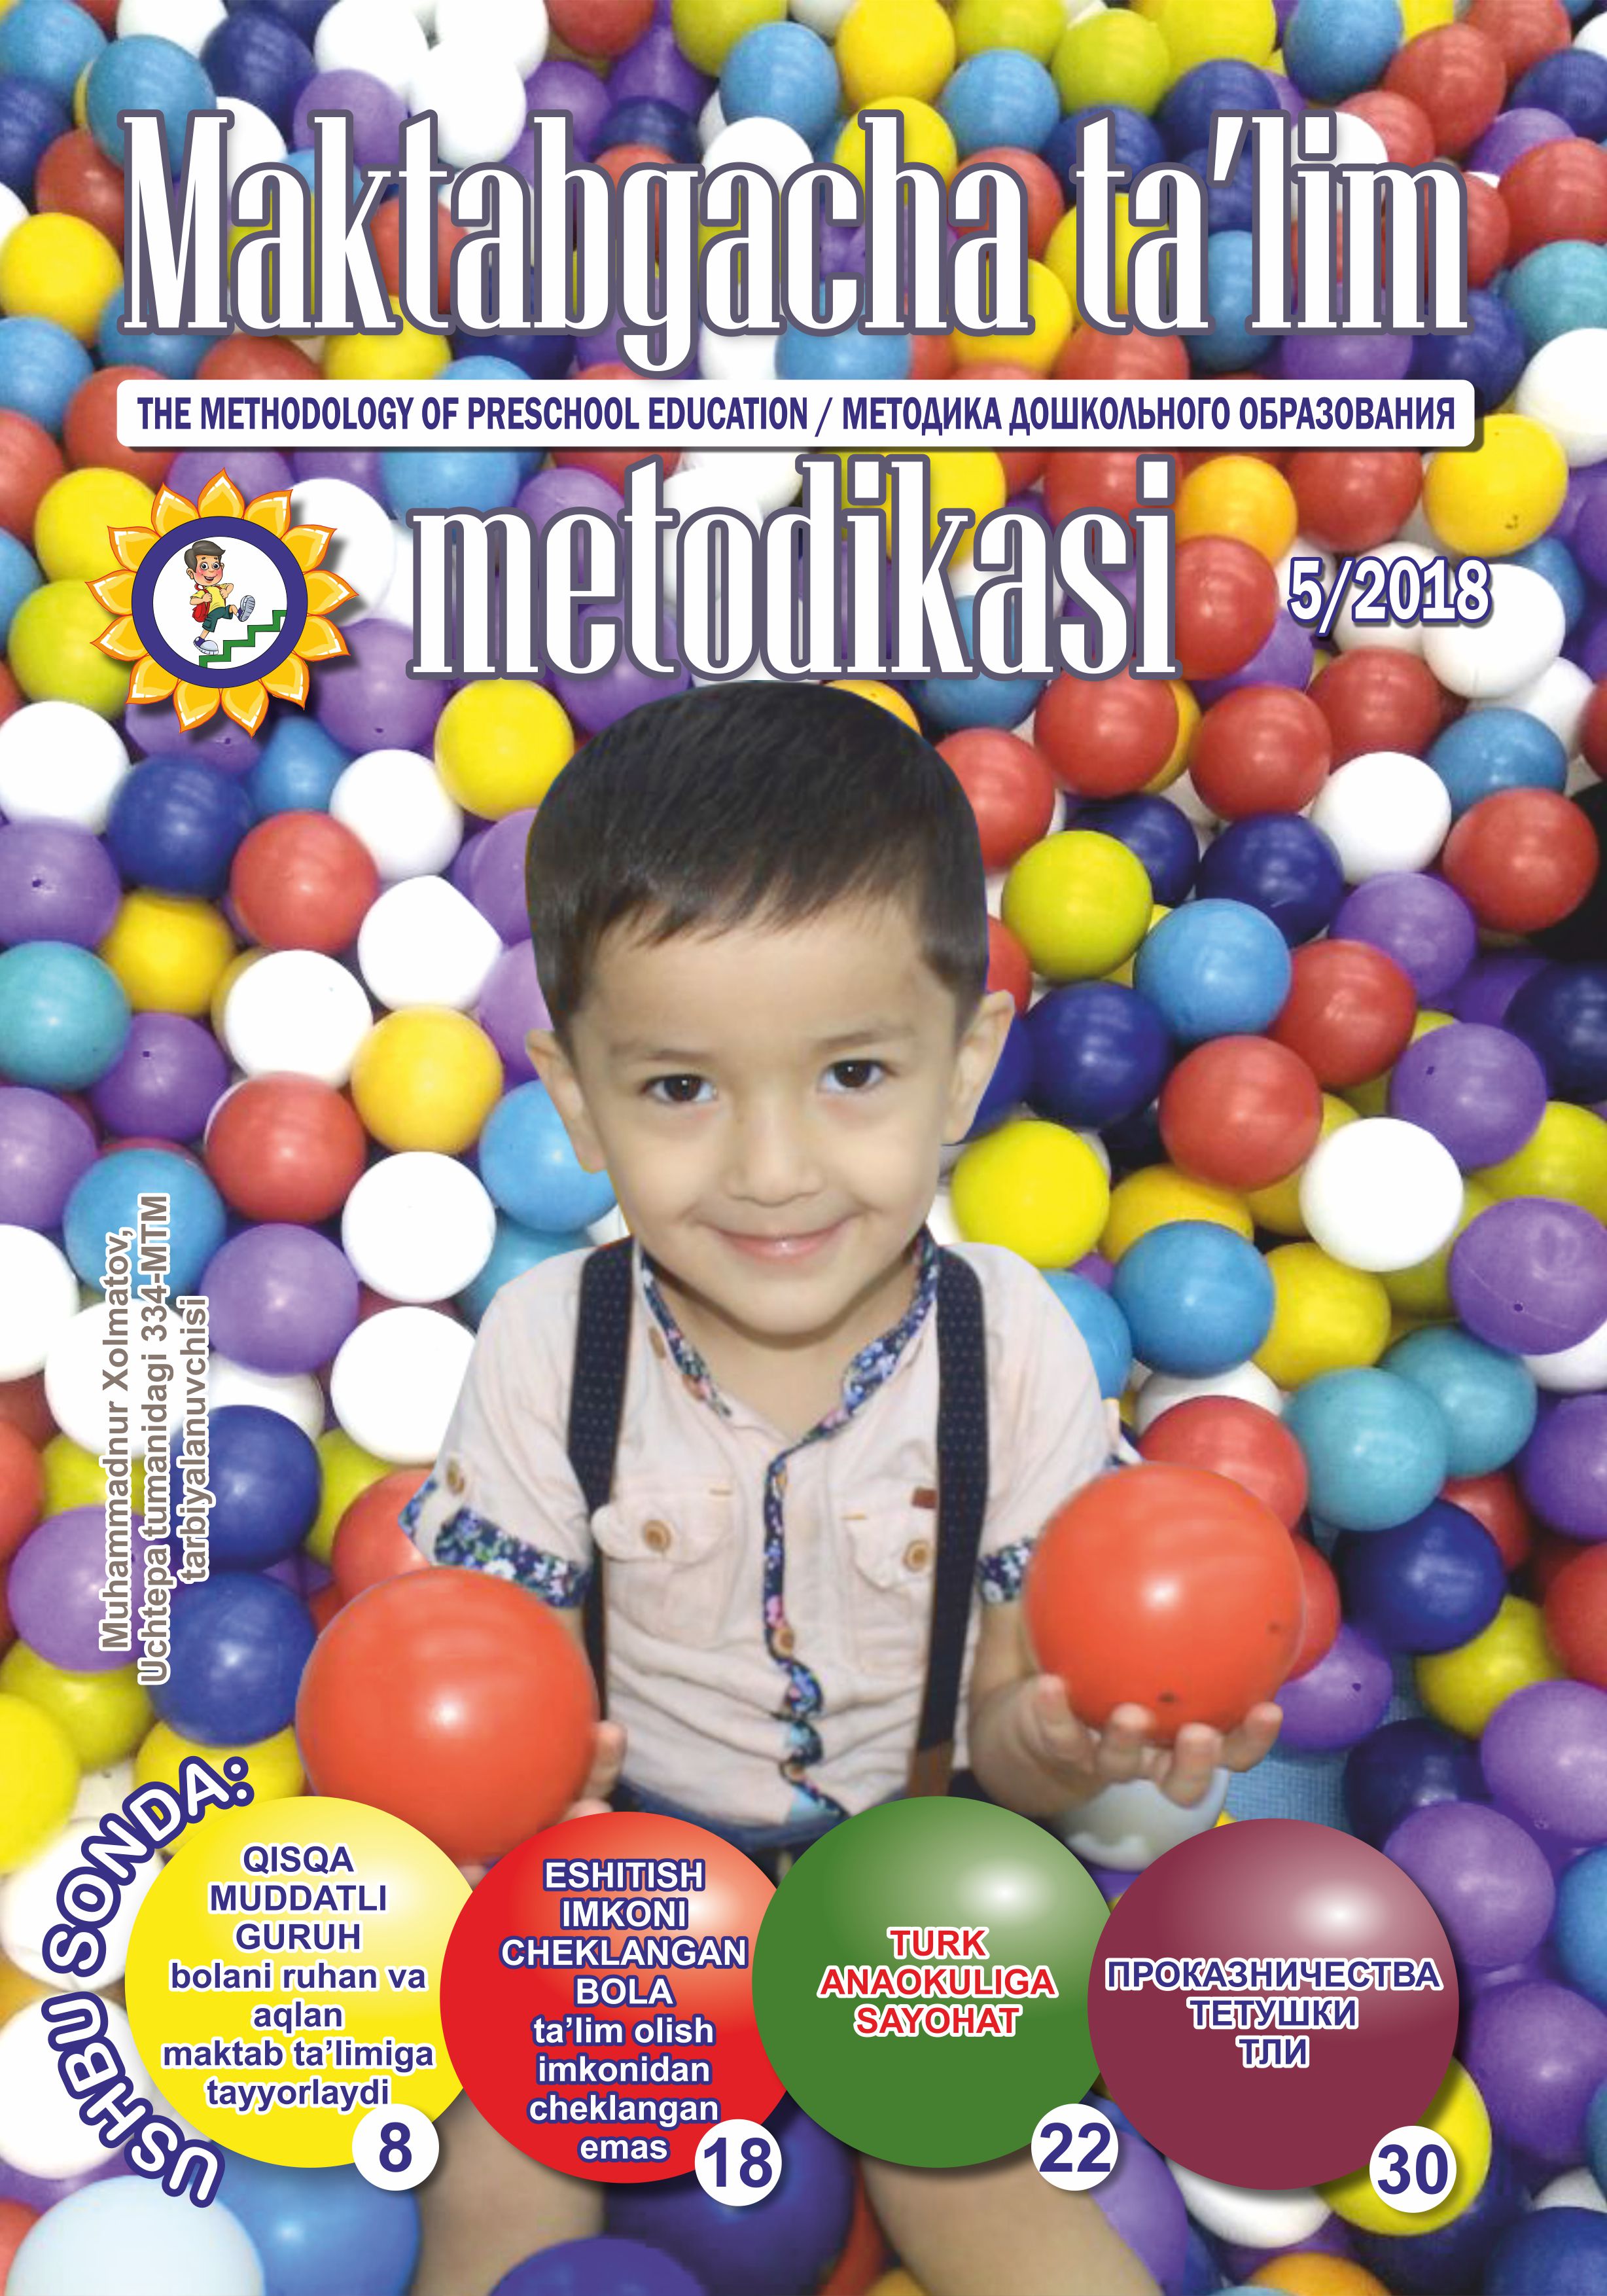 Maktabgacha ta'lim
THE METHODOLOGY OF PRESCHOOL EDUCATION / МЕТОДИКА ДОШКОЛЬНОГО ОБРАЗОВАНИЯ
metodikasi
5/2018
Muhammadnur Xolmatov,
Uchtepa tumanidagi 334-MTM
tarbiyalanuvchisi
USHBU SONDA:
QISQA
MUDDATLI
GURUH
bolani ruhan va
aqlan
maktab ta’limiga
tayyorlaydi
8
ESHITISH
IMKONI
CHEKLANGAN
BOLA
ta’lim olish
imkonidan
cheklangan
emas
18
TURK
ANAOKULIGA
SAYOHAT
22
ПРОКАЗНИЧЕСТВА
ТЕТУШКИ
ТЛИ
30